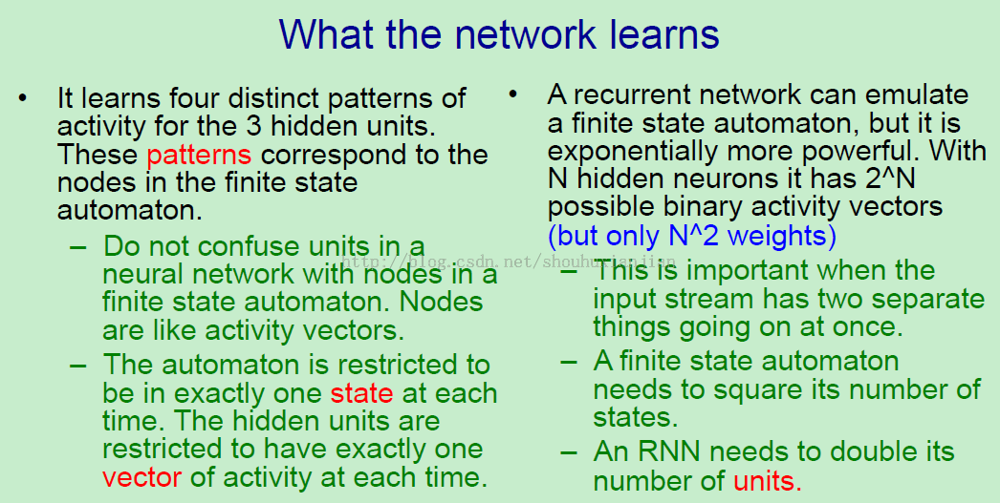 What the network learns
• It learns four distinct patterns of
activity for the 3 hidden units.
These patterns correspond to the
nodes in the finite state
automaton.
– Do not confuse units in a
neural network with nodes in a
finite state automaton. Nodes
are like activity vectors.
– The automaton is restricted to
be in exactly one state at each
time. The hidden units are
restricted to have exactly one
vector of activity at each time.
• A recurrent network can emulate
a finite state automaton, but it is
exponentially more powerful. With
N hidden neurons it has 2^N
possible binary activity vectors
(but only N^2 weights)
– This is important when the
input stream has two separate
things going on at once.
– A finite state automaton
needs to square its number of
states.
– An RNN needs to double its
number of units.